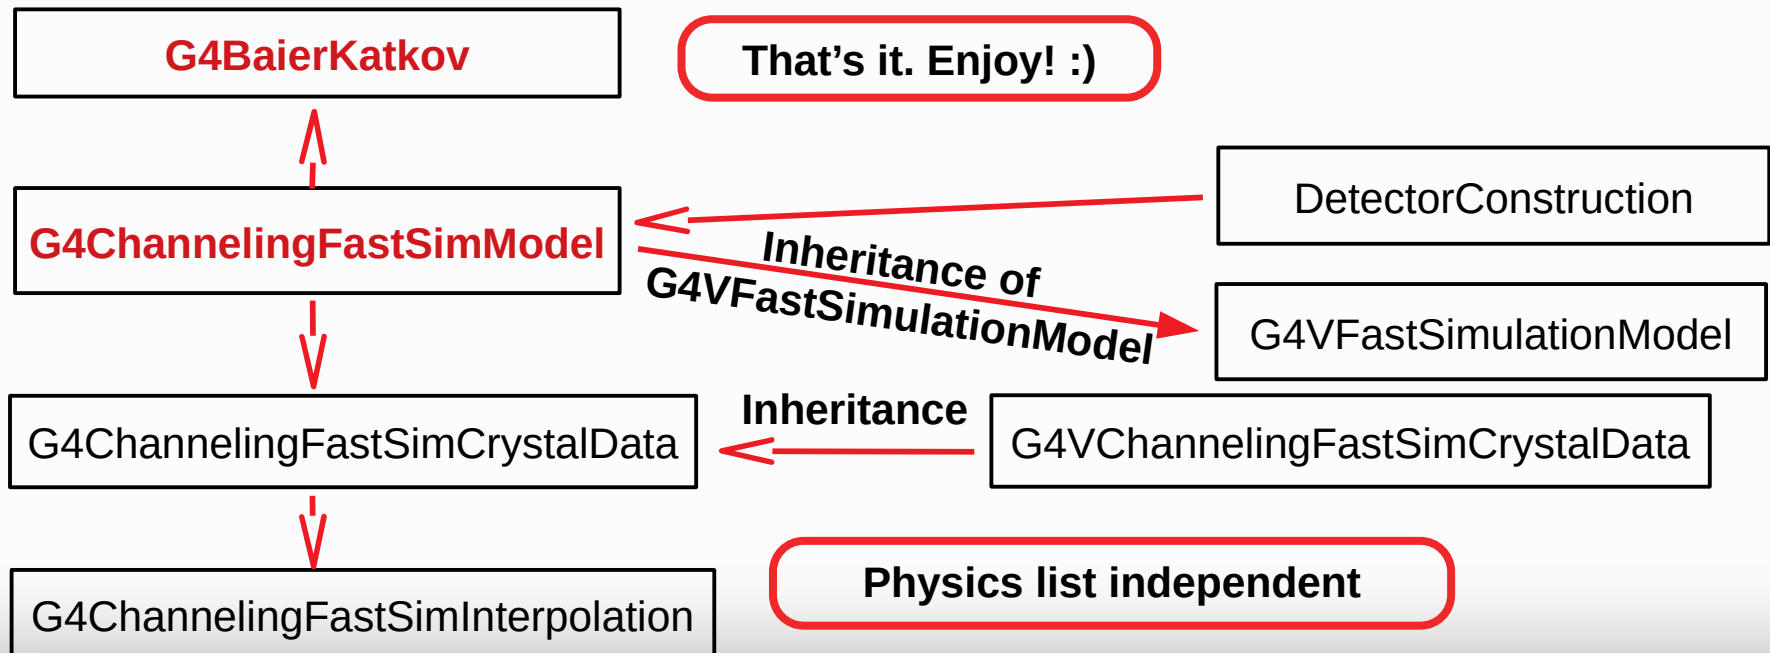 G4BaierKatkov
That's it. Enjoy! :)
DetectorConstruction
G4ChannelingFastSimModel
Inheritance of
G4VFastSimulationModel
G4VFastSimulationModel
Inheritance
G4ChannelingFastSimCrystalData
G4VChannelingFastSimCrystalData
Physics list independent
G4ChannelingFastSimInterpolation